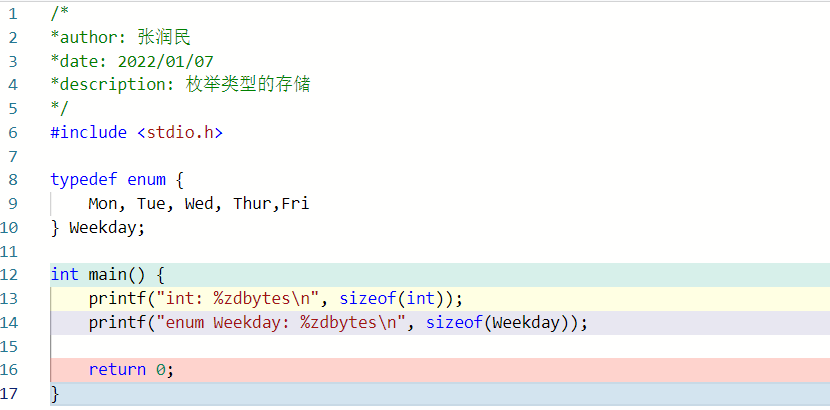 1 /*
2 *author: 张润民
3 *date: 2022/01/07
4 *description: 枚举类型的存储
5 */
6 #include <stdio.h>
7
8 typedef enum {
9     Mon, Tue, Wed, Thur,Fri
10 } Weekday;
11
12 int main() {
13     printf("int: %zdbytes\n", sizeof(int));
14     printf("enum Weekday: %zdbytes\n", sizeof(Weekday));
15
16     return 0;
17 }